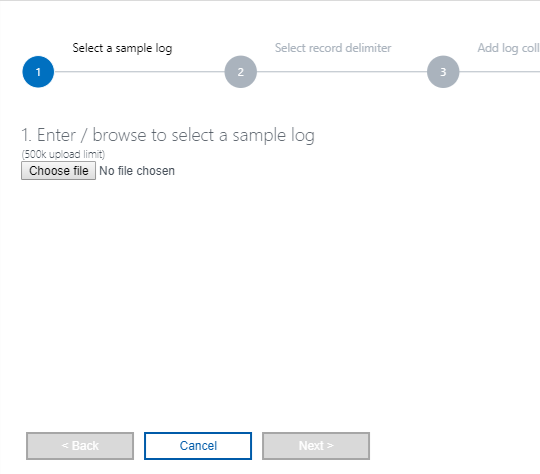 Select a sample log
Select record delimiter
Add log coll
1
2
3
1. Enter / browse to select a sample log
(500k upload limit)
Choose file No file chosen
< Back
Cancel
Next >